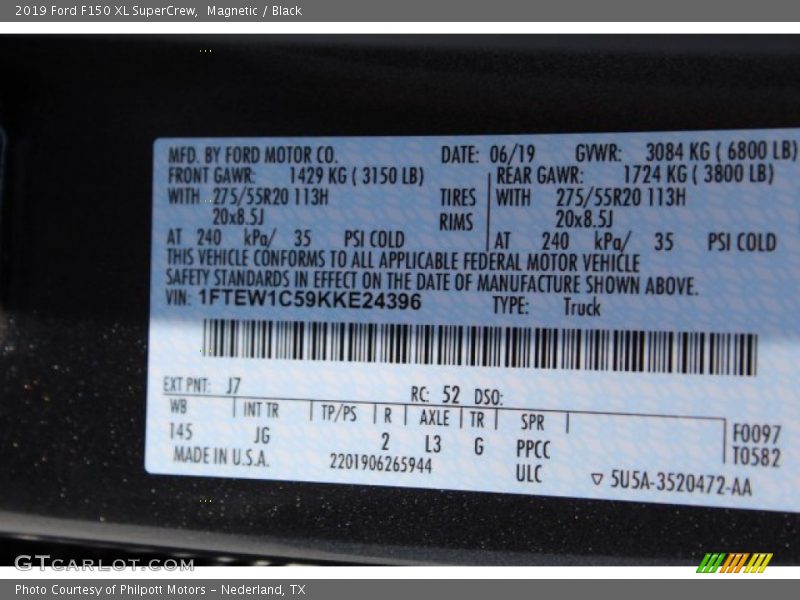 2019 Ford F150 XL SuperCrew, Magnetic / Black
MFD. BY FORD MOTOR CO. DATE: 06/19 GVWR: 3084 KG ( 6800 LB)
FRONT GAWR: 1429 KG ( 3150 LB) REAR GAWR: 1724 KG ( 3800 LB)
WITH 275/55R20 113H TIRES WITH 275/55R20 113H
20x8.5J RIMS 20x8.5J
AT 240 kPa/ 35 PSI COLD AT 240 kPa/ 35 PSI COLD
THIS VEHICLE CONFORMS TO ALL APPLICABLE FEDERAL MOTOR VEHICLE
SAFETY STANDARDS IN EFFECT ON THE DATE OF MANUFACTURE SHOWN ABOVE.
VIN: 1FTEW1C59KKE24396 TYPE: Truck
EXT PNT: J7 RC: 52 DSO:
WB INT TR TP/PS R AXLE TR SPR F0097
145 JG 2 L3 G PPCC T0582
MADE IN U.S.A. 2201906265944 ULC ▽ 5U5A-3520472-AA
GTCARLOT.COM
Photo Courtesy of Philpott Motors - Nederland, TX